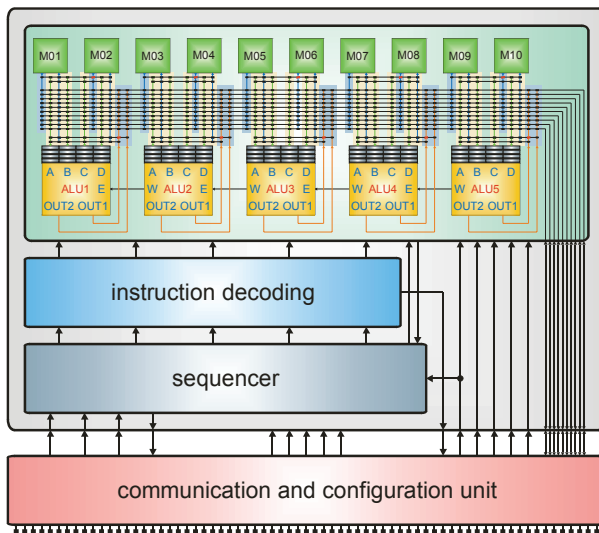 M01 M02 M03 M04 M05 M06 M07 M08 M09 M10
A B C D A B C D A B C D A B C D A B C D
ALU1 E W ALU2 E W ALU3 E W ALU4 E W ALU5 E
OUT2 OUT1 OUT2 OUT1 OUT2 OUT1 OUT2 OUT1 OUT2 OUT1
instruction decoding
sequencer
communication and configuration unit